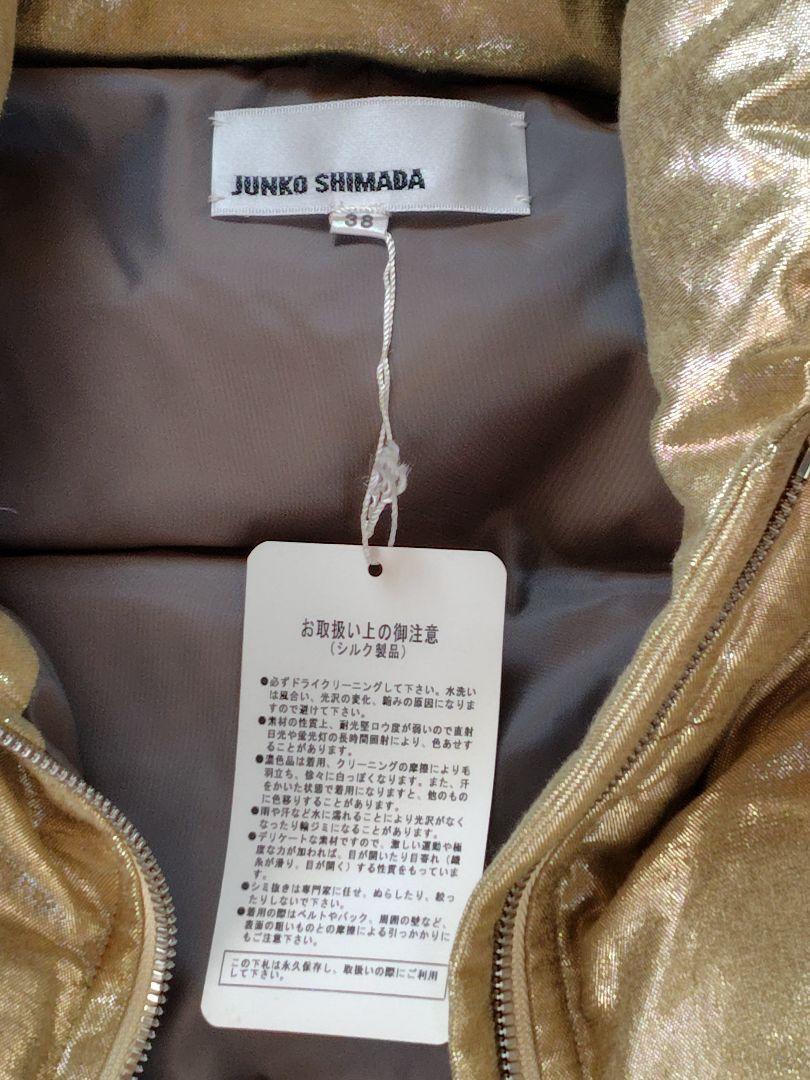 JUNKO SHIMADA
38
お取扱い上の御注意
(シルク製品)
●必ずドライクリーニングして下さい。水洗い
は風合い、光沢の変化、縮みの原因になりま
すので避けて下さい。
●素材の性質上、耐光堅ロウ度が弱いので直射
日光や蛍光灯の長時間照射により、色あせす
ることがあります。
●濃色品は着用、クリーニングの摩擦により毛
羽立ち、徐々に白っぽくなります。また、汗
をかいた状態で着用になりますと、他のもの
に色移りすることがあります。
●雨や汗など水に濡れることにより光沢がなく
なったり輪ジミになることがあります。
●デリケートな素材ですので、激しい運動や極
度な力が加われば、目が開いたり目寄れ(織
糸が滑り、目が開く)する性質をもっていま
す。
●シミ抜きは専門家に任せ、ぬらしたり、絞っ
たりしないで下さい。
●着用の際はベルトやバック、周囲の壁など、
表面の粗いものとの摩擦による引っかかりに
もご注意下さい。
この下札は永久保存し、取扱いの際にご利用
して下さい。